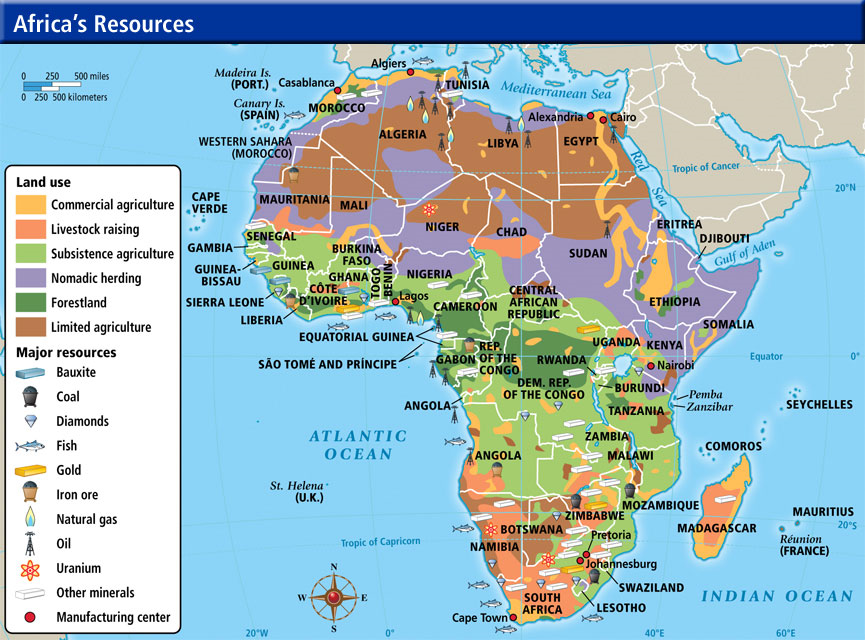 Africa's Resources
0 250 500 miles
0 250 500 kilometers
Madeira Is.
(PORT.)
Canary Is.
(SPAIN)
WESTERN SAHARA
(MOROCCO)
CAPE
VERDE
Land use
Commercial agriculture
Livestock raising
Subsistence agriculture
Nomadic herding
Forestland
Limited agriculture
Major resources
Bauxite
Coal
Diamonds
Fish
Gold
Iron ore
Natural gas
Oil
Uranium
Other minerals
Manufacturing center
Algiers
Casablanca
MOROCCO
TUNISIA
Mediterranean Sea
ALGERIA
LIBYA
Alexandria
Cairo
EGYPT
Red Sea
Tropic of Cancer
20°N
MAURITANIA
MALI
NIGER
CHAD
SUDAN
ERITREA
DJIBOUTI
Gulf of Aden
SENEGAL
GAMBIA
GUINEA-
BISSAU
GUINEA
SIERRA LEONE
LIBERIA
BURKINA
FASO
GHANA
CÔTE
D'IVOIRE
TOGO
BENIN
NIGERIA
Lagos
CAMEROON
CENTRAL
AFRICAN
REPUBLIC
ETHIOPIA
SOMALIA
EQUATORIAL GUINEA
SÃO TOMÉ AND PRÍNCIPE
GABON
REP.
OF THE
CONGO
RWANDA
DEM. REP.
OF THE CONGO
UGANDA
KENYA
Equator
0°
Nairobi
BURUNDI
Pemba
Zanzibar
TANZANIA
SEYCHELLES
ANGOLA
ATLANTIC
OCEAN
ANGOLA
ZAMBIA
MALAWI
COMOROS
St. Helena
(U.K.)
MOZAMBIQUE
ZIMBABWE
MADAGASCAR
MAURITIUS
20°S
Réunion
(FRANCE)
BOTSWANA
NAMIBIA
Pretoria
Johannesburg
Tropic of Capricorn
SWAZILAND
LESOTHO
INDIAN OCEAN
SOUTH
AFRICA
Cape Town
N
W E
S
20°W
0°
40°E
60°E